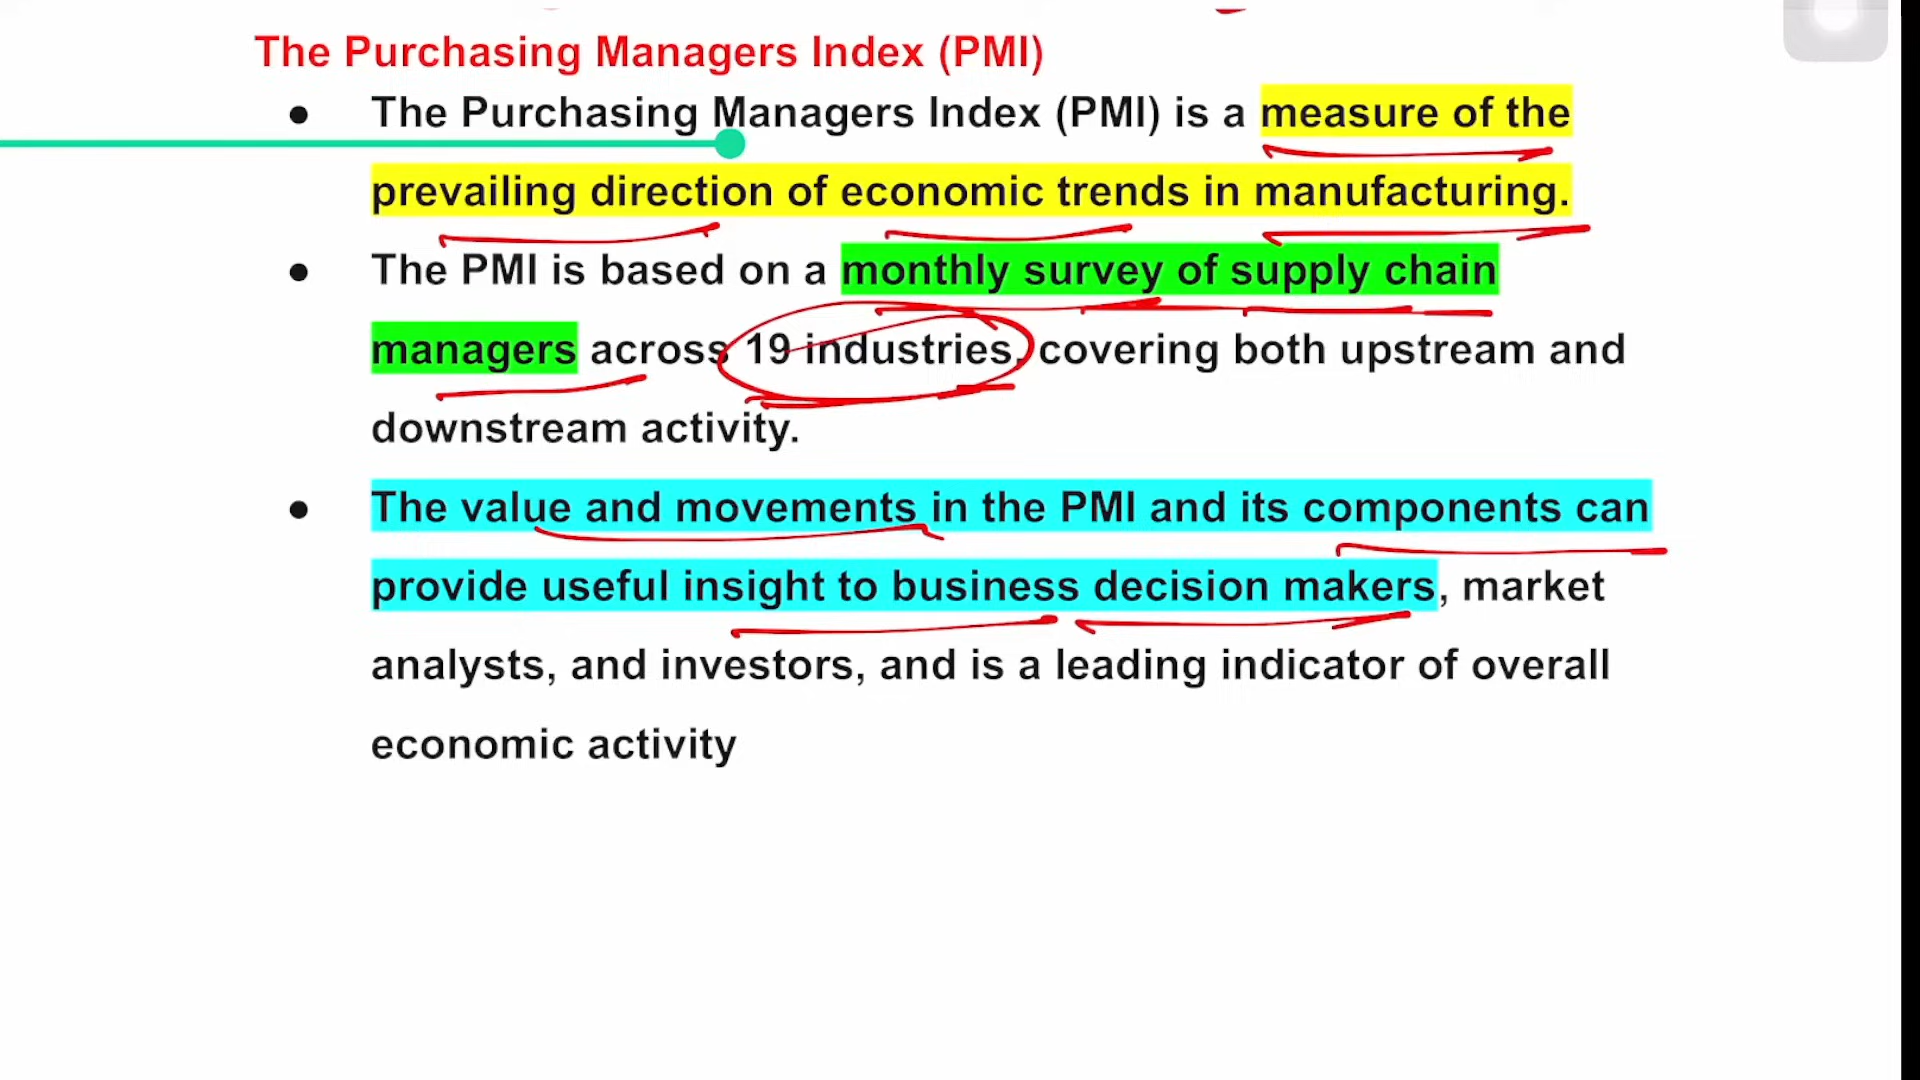 The Purchasing Managers Index (PMI)
● The Purchasing Managers Index (PMI) is a measure of the
prevailing direction of economic trends in manufacturing.
● The PMI is based on a monthly survey of supply chain
managers across 19 industries, covering both upstream and
downstream activity.
● The value and movements in the PMI and its components can
provide useful insight to business decision makers, market
analysts, and investors, and is a leading indicator of overall
economic activity